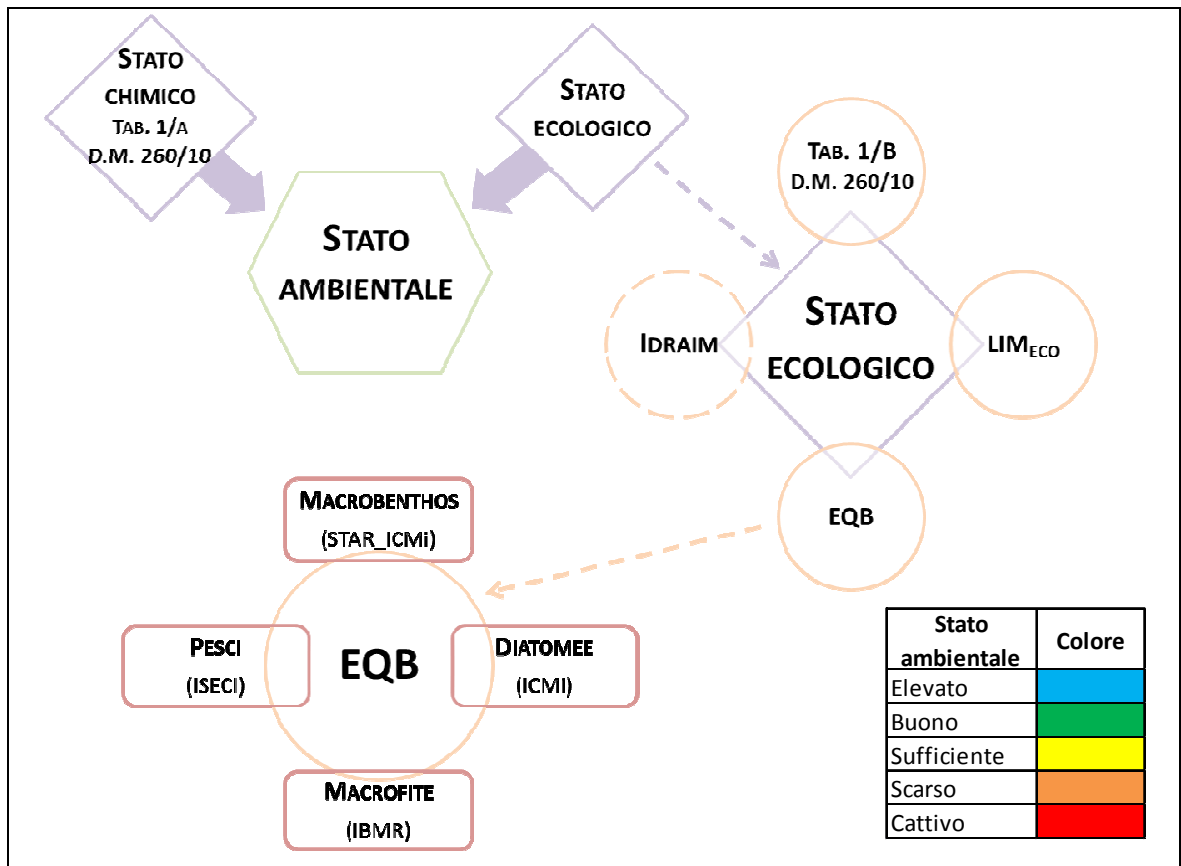 STATO
CHIMICO
TAB. 1/A
D.M. 260/10
STATO
ECOLOGICO
TAB. 1/B
D.M. 260/10
STATO
AMBIENTALE
IDRAIM
STATO
ECOLOGICO
LIMECO
EQB
MACROBENTHOS
(STAR_ICMi)
PESCI
(ISECI)
EQB
DIATOMEE
(ICMI)
MACROFITE
(IBMR)
Stato
ambientale
Colore
Elevato
Buono
Sufficiente
Scarso
Cattivo